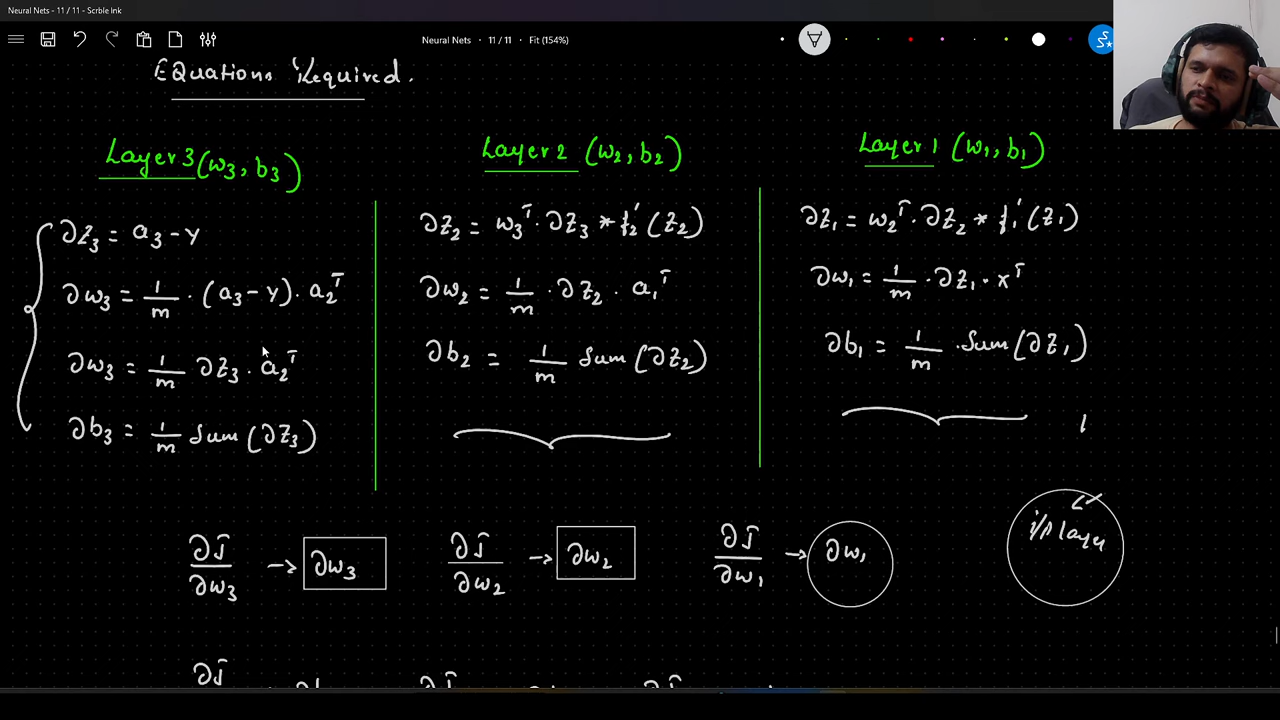 Neural Nets - 11 / 11 - Scrble Ink
Neural Nets • 11 / 11 • Fit (154%)
EQuations Required.
Layer 3 (w₃, b₃)
∂z₃ = a₃ - y
∂w₃ = 1/m · (a₃ - y) · a₂ᵀ
∂w₃ = 1/m ∂z₃ · a₂ᵀ
∂b₃ = 1/m Sum (∂z₃)
Layer 2 (w₂, b₂)
∂z₂ = w₃ᵀ · ∂z₃ * f₂' (z₂)
∂w₂ = 1/m · ∂z₂ · a₁ᵀ
∂b₂ = 1/m Sum (∂z₂)
Layer 1 (w₁, b₁)
∂z₁ = w₂ᵀ · ∂z₂ * f₁' (z₁)
∂w₁ = 1/m · ∂z₁ · xᵀ
∂b₁ = 1/m · Sum (∂z₁)
∂J/∂w₃ → ∂w₃
∂J/∂w₂ → ∂w₂
∂J/∂w₁ → ∂w₁
i/p layer